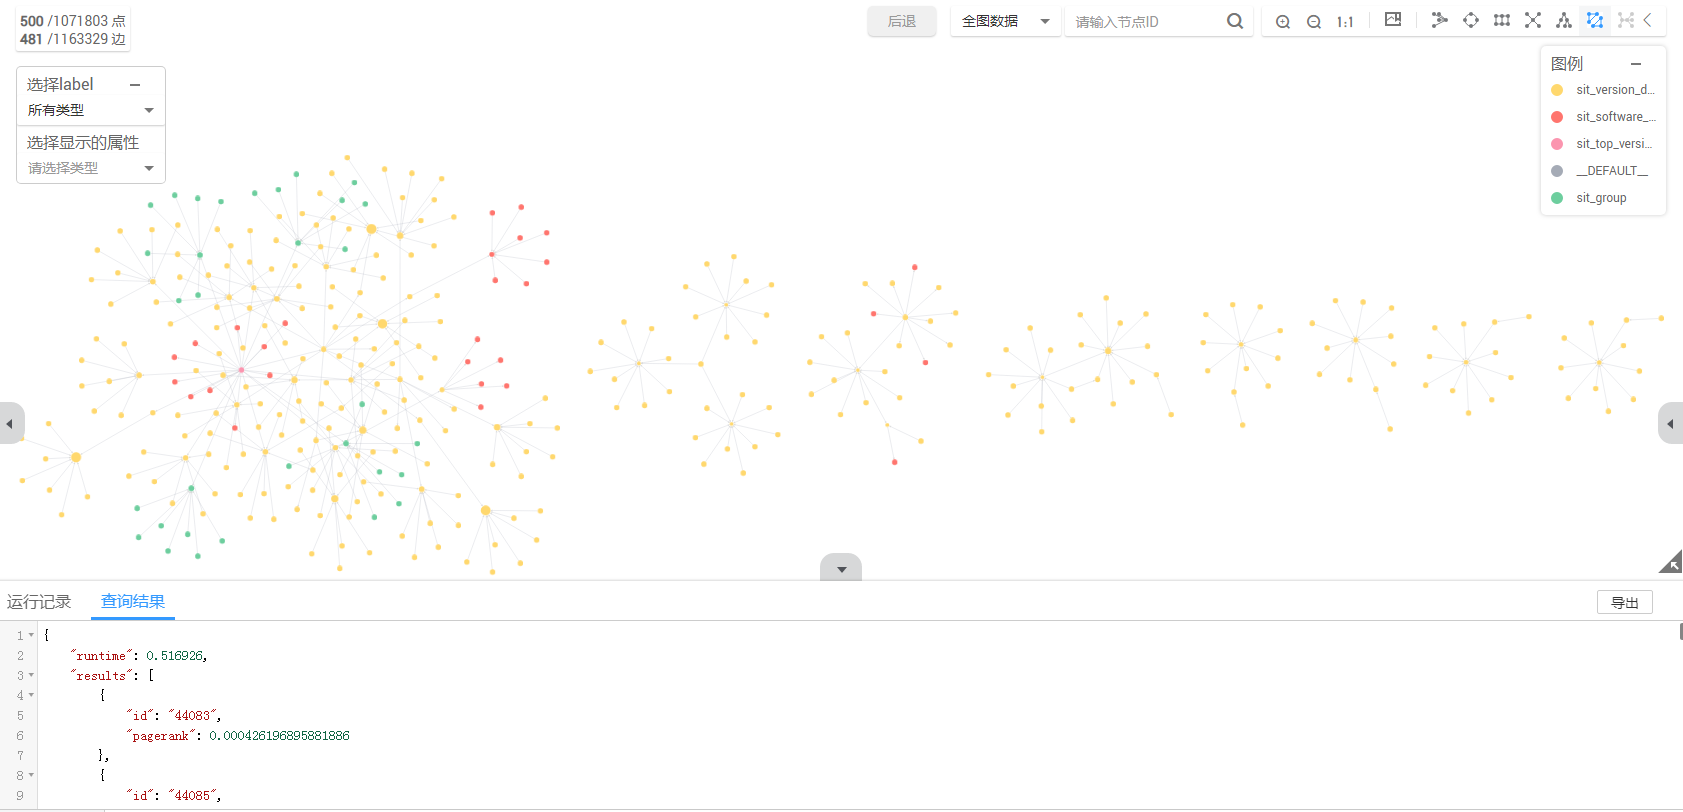 500 /1071803 点
481 /1163329 边
后退
全图数据
请输入节点ID
1:1
选择label
所有类型
选择显示的属性
请选择类型
图例
sit_version_d...
sit_software_...
sit_top_versi...
__DEFAULT__
sit_group
运行记录
查询结果
导出
1 {
2 "runtime": 0.516926,
3 "results": [
4 {
5 "id": "44083",
6 "pagerank": 0.000426196895881886
7 },
8 {
9 "id": "44085",